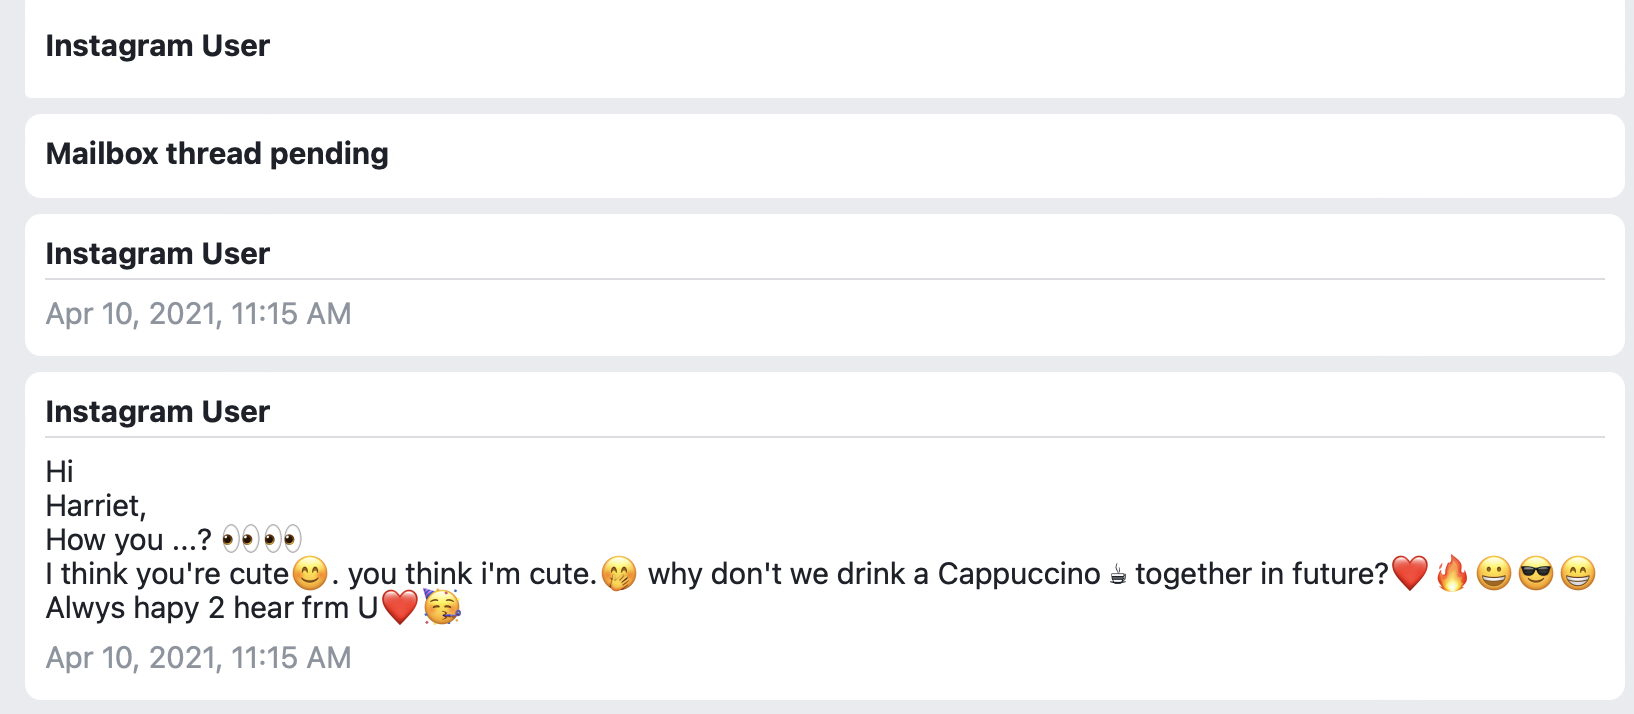 Instagram User
Mailbox thread pending
Instagram User
Apr 10, 2021, 11:15 AM
Instagram User
Hi
Harriet,
How you ...? 👀👀
I think you're cute😊. you think i'm cute.🤭 why don't we drink a Cappuccino ☕ together in future?❤️🔥😀😎😁
Alwys hapy 2 hear frm U❤️🥳
Apr 10, 2021, 11:15 AM